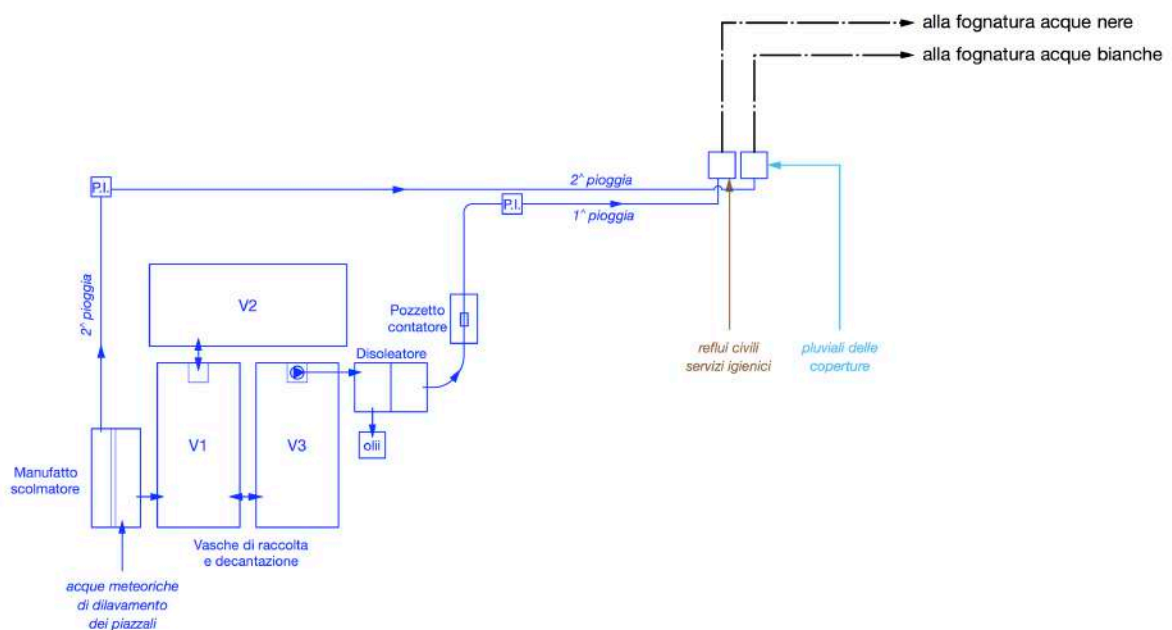 alla fognatura acque nere
alla fognatura acque bianche
P.I.
2^ pioggia
P.I.
1^ pioggia
2^ pioggia
V2
Pozzetto
contatore
Disoleatore
reflui civili
servizi igienici
pluviali delle
coperture
V1
V3
olii
Manufatto
scolmatore
Vasche di raccolta
e decantazione
acque meteoriche
di dilavamento
dei piazzali